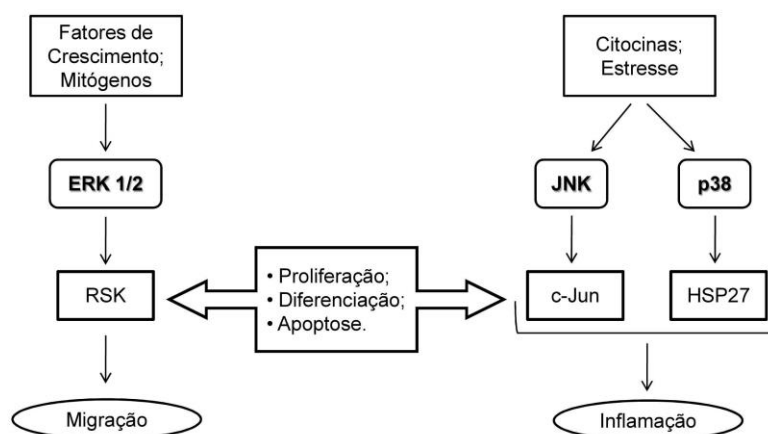 Fatores de
Crescimento;
Mitógenos
ERK 1/2
RSK
Migração
• Proliferação;
• Diferenciação;
• Apoptose.
Citocinas;
Estresse
JNK
p38
c-Jun
HSP27
Inflamação